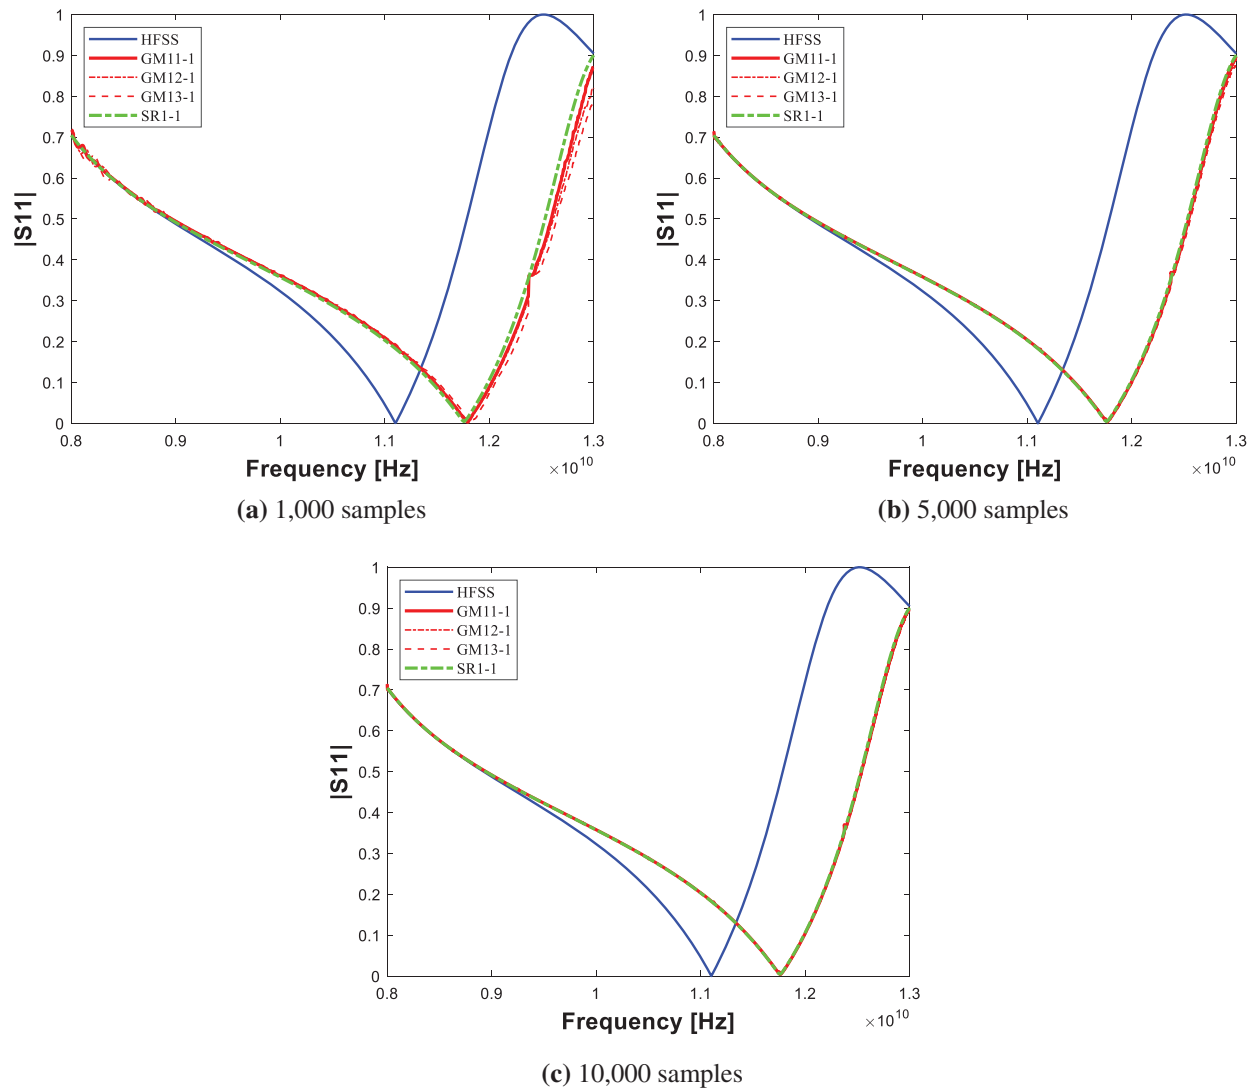 1
0.9
0.8
0.7
0.6
0.5
0.4
0.3
0.2
0.1
0
|S11|
HFSS
GM11-1
GM12-1
GM13-1
SR1-1
0.8 0.9 1 1.1 1.2 1.3
Frequency [Hz]
×10^10
(a) 1,000 samples
1
0.9
0.8
0.7
0.6
0.5
0.4
0.3
0.2
0.1
0
|S11|
HFSS
GM11-1
GM12-1
GM13-1
SR1-1
0.8 0.9 1 1.1 1.2 1.3
Frequency [Hz]
×10^10
(b) 5,000 samples
1
0.9
0.8
0.7
0.6
0.5
0.4
0.3
0.2
0.1
0
|S11|
HFSS
GM11-1
GM12-1
GM13-1
SR1-1
0.8 0.9 1 1.1 1.2 1.3
Frequency [Hz]
×10^10
(c) 10,000 samples